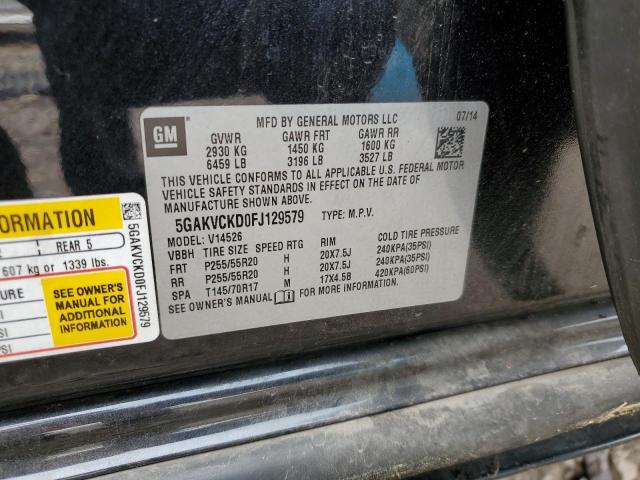 GM
MFD BY GENERAL MOTORS LLC
07/14
GVWR GAWR FRT GAWR RR
2930 KG 1450 KG 1600 KG
6459 LB 3196 LB 3527 LB
THIS VEHICLE CONFORMS TO ALL APPLICABLE U.S. FEDERAL MOTOR
VEHICLE SAFETY STANDARDS IN EFFECT ON THE DATE OF
MANUFACTURE SHOWN ABOVE.
5GAKVCKD0FJ129579 TYPE: M.P.V.
MODEL: V14526
VBBH TIRE SIZE SPEED RTG RIM COLD TIRE PRESSURE
FRT P255/55R20 H 20X7.5J 240KPA(35PSI)
RR P255/55R20 H 20X7.5J 240KPA(35PSI)
SPA T145/70R17 M 17X4.5B 420KPA(60PSI)
SEE OWNER'S MANUAL FOR MORE INFORMATION.
FORMATION
REAR 5
607 kg or 1339 lbs.
SEE OWNER'S
MANUAL FOR
ADDITIONAL
INFORMATION
5GAKVCKD0FJ129579